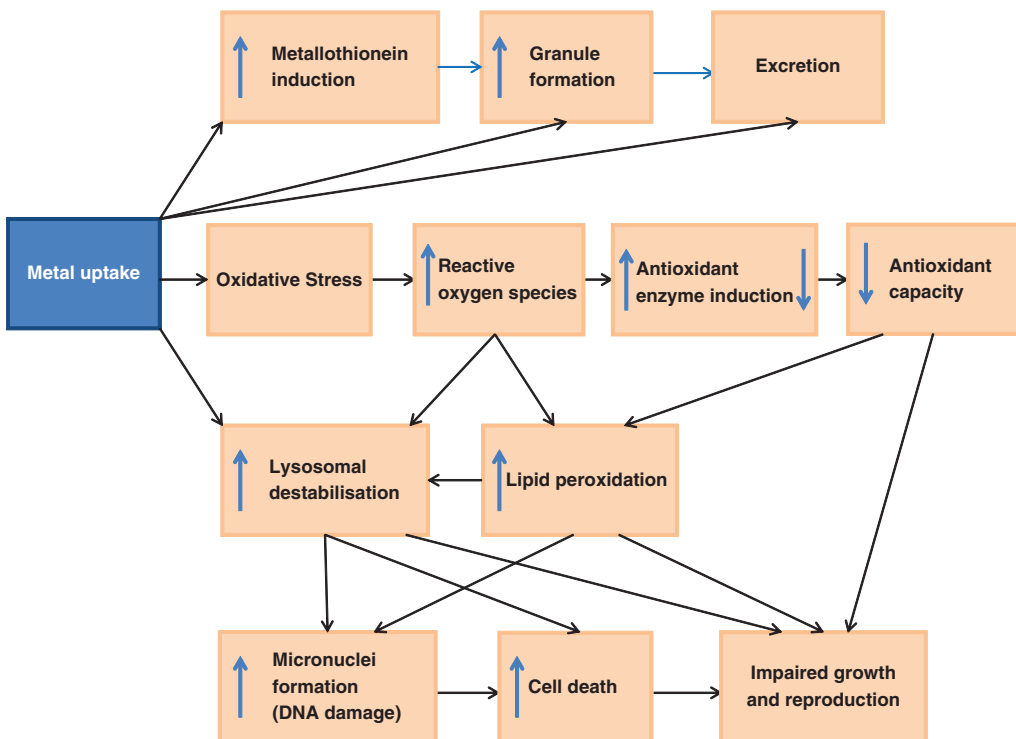 Metallothionein
induction
Granule
formation
Excretion
Metal uptake
Oxidative Stress
Reactive
oxygen species
Antioxidant
enzyme induction
Antioxidant
capacity
Lysosomal
destabilisation
Lipid peroxidation
Micronuclei
formation
(DNA damage)
Cell death
Impaired growth
and reproduction